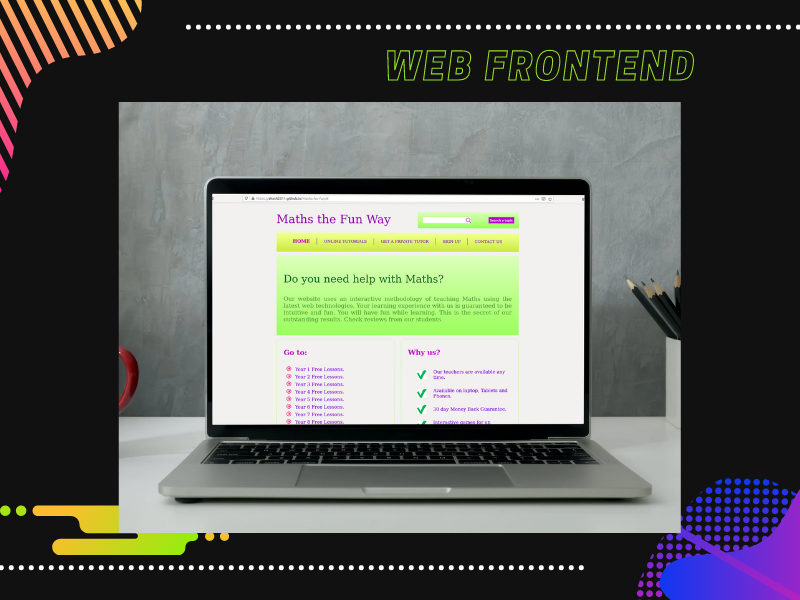 WEB FRONTEND
Maths the Fun Way
HOME
ONLINE TUTORIALS
GET A PRIVATE TUTOR
SIGN UP
CONTACT US
Do you need help with Maths?
Our website uses an interactive methodology of teaching Maths using the
latest web technologies. Your learning experience with us is guaranteed to be
intuitive and fun. You will have fun while learning. This is the secret of our
outstanding results. Check reviews from our students.
Go to:
Year 1 Free Lessons.
Year 2 Free Lessons.
Year 3 Free Lessons.
Year 4 Free Lessons.
Year 5 Free Lessons.
Year 6 Free Lessons.
Year 7 Free Lessons.
Year 8 Free Lessons.
Why us?
Our teachers are available any
time.
Available on laptop, Tablets and
Phones.
30 day Money Back Guarantee.
Interactive games for all